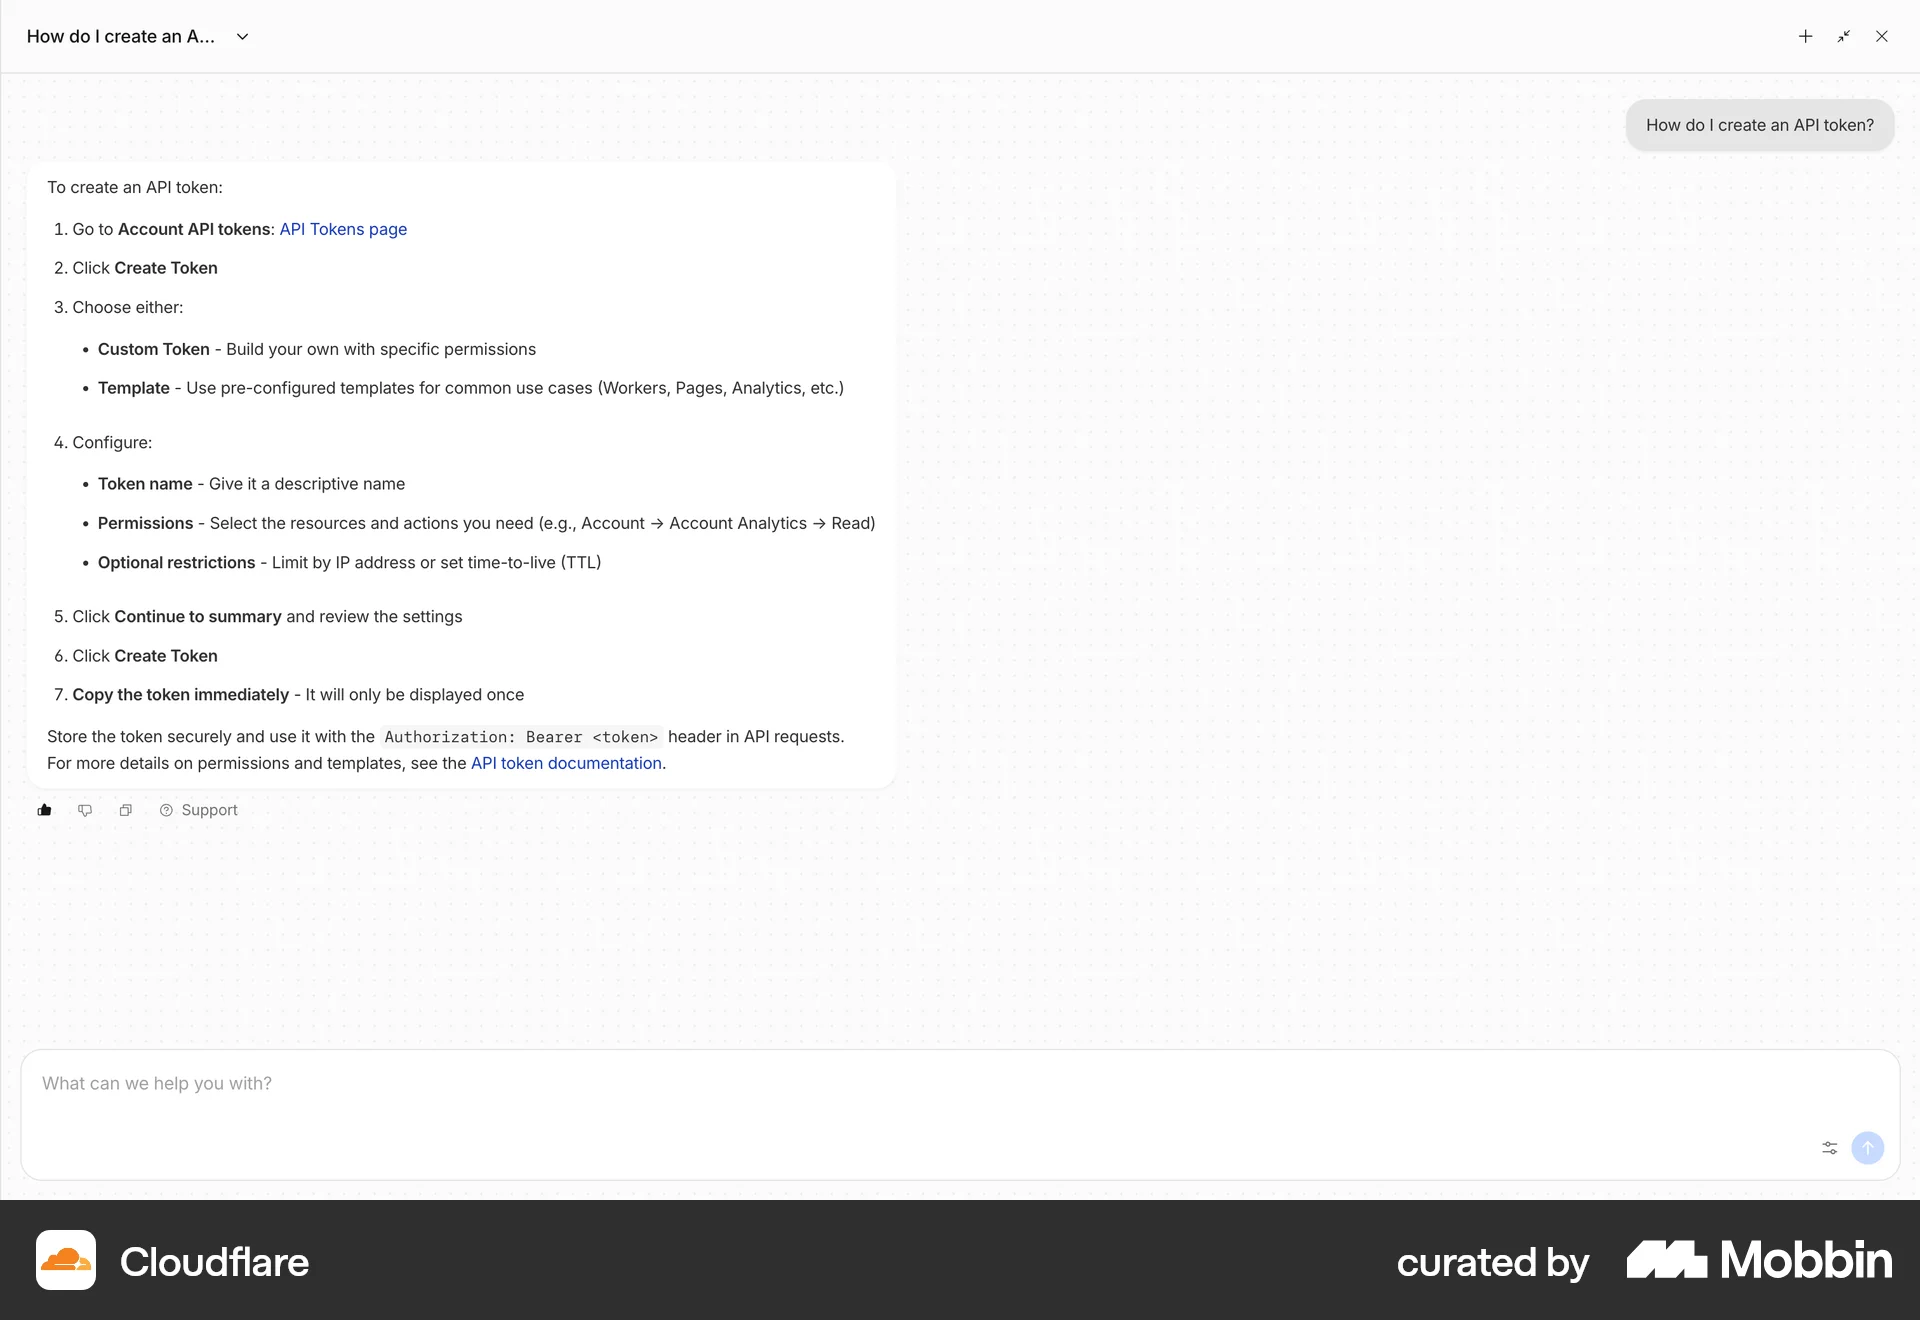 How do I create an A...
How do I create an API token?
To create an API token:
1. Go to Account API tokens: API Tokens page
2. Click Create Token
3. Choose either:
• Custom Token - Build your own with specific permissions
• Template - Use pre-configured templates for common use cases (Workers, Pages, Analytics, etc.)
4. Configure:
• Token name - Give it a descriptive name
• Permissions - Select the resources and actions you need (e.g., Account → Account Analytics → Read)
• Optional restrictions - Limit by IP address or set time-to-live (TTL)
5. Click Continue to summary and review the settings
6. Click Create Token
7. Copy the token immediately - It will only be displayed once
Store the token securely and use it with the Authorization: Bearer <token> header in API requests.
For more details on permissions and templates, see the API token documentation.
Support
What can we help you with?
Cloudflare
curated by Mobbin